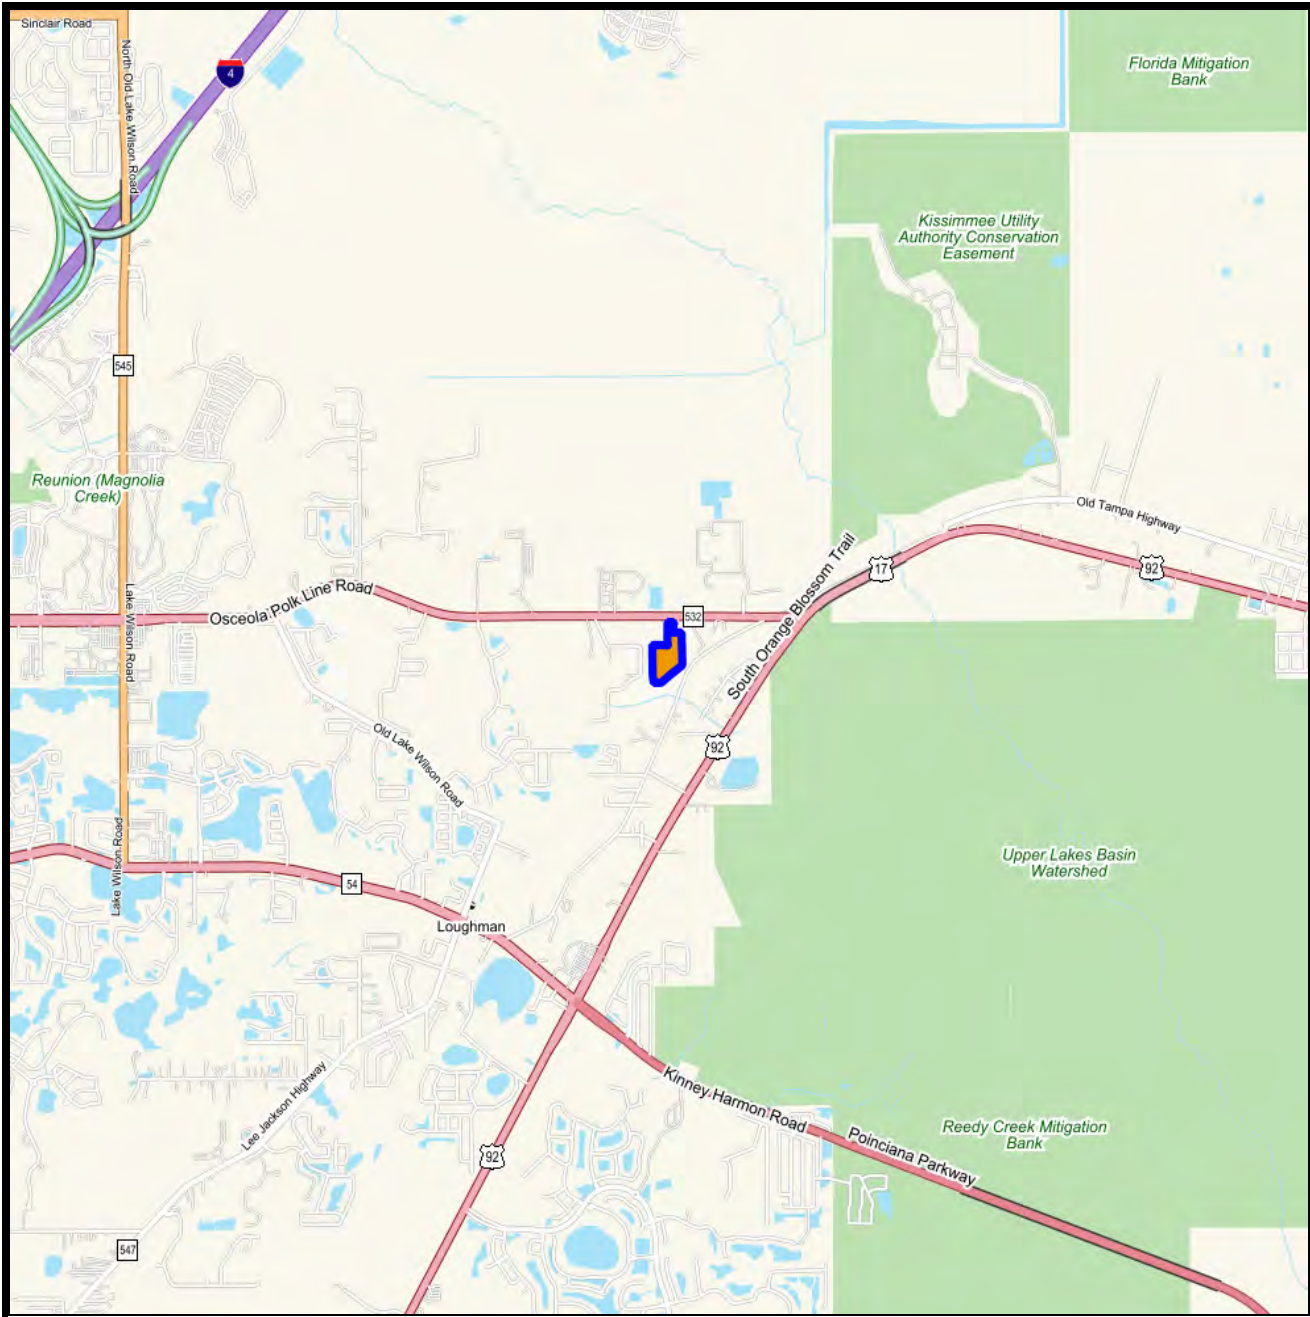 Sinclair Road
North Old Lake Wilson Road
4
Florida Mitigation
Bank
Kissimmee Utility
Authority Conservation
Easement
545
Reunion (Magnolia
Creek)
Old Tampa Highway
South Orange Blossom Trail
17
92
Osceola Polk Line Road
532
Lake Wilson Road
Old Lake Wilson Road
92
Lake Wilson Road
54
Upper Lakes Basin
Watershed
Loughman
Kinney Harmon Road
Poinciana Parkway
Reedy Creek Mitigation
Bank
Lee Jackson Highway
92
547